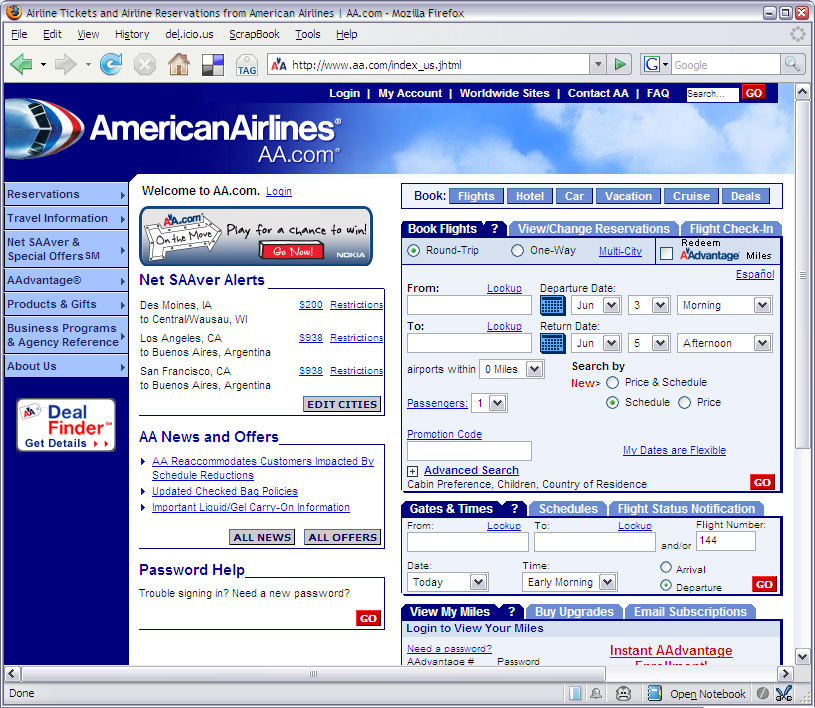 Airline Tickets and Airline Reservations from American Airlines | AA.com - Mozilla Firefox
File Edit View History del.icio.us ScrapBook Tools Help
TAG AA http://www.aa.com/index_us.jhtml G Google
Login | My Account | Worldwide Sites | Contact AA | FAQ Search... GO
AmericanAirlines®
AA.com™
Reservations
Travel Information
Net SAAver &
Special Offers SM
AAdvantage®
Products & Gifts
Business Programs
& Agency Reference
About Us
AA Deal
Finder™
Get Details
Welcome to AA.com. Login
AA.com
On the Move
Play for a chance to win!
Go Now!
NOKIA
Net SAAver Alerts
Des Moines, IA $200 Restrictions
to Central/Wausau, WI
Los Angeles, CA $938 Restrictions
to Buenos Aires, Argentina
San Francisco, CA $938 Restrictions
to Buenos Aires, Argentina
EDIT CITIES
AA News and Offers
AA Reaccommodates Customers Impacted By
Schedule Reductions
Updated Checked Bag Policies
Important Liquid/Gel Carry-On Information
ALL NEWS ALL OFFERS
Password Help
Trouble signing in? Need a new password?
GO
Book: Flights Hotel Car Vacation Cruise Deals
Book Flights ? View/Change Reservations Flight Check-In
Round-Trip One-Way Multi-City Redeem
AAdvantage® Miles
Español
From: Lookup Departure Date:
Jun 3 Morning
To: Lookup Return Date:
Jun 5 Afternoon
airports within 0 Miles Search by
New> Price & Schedule
Passengers: 1 Schedule Price
Promotion Code
My Dates are Flexible
Advanced Search
Cabin Preference, Children, Country of Residence GO
Gates & Times ? Schedules Flight Status Notification
From: Lookup To: Lookup Flight Number:
and/or 144
Date: Time: Arrival
Today Early Morning Departure GO
View My Miles ? Buy Upgrades Email Subscriptions
Login to View Your Miles
Need a password? Instant AAdvantage
AAdvantage # Password Enrollment!
Done Open Notebook